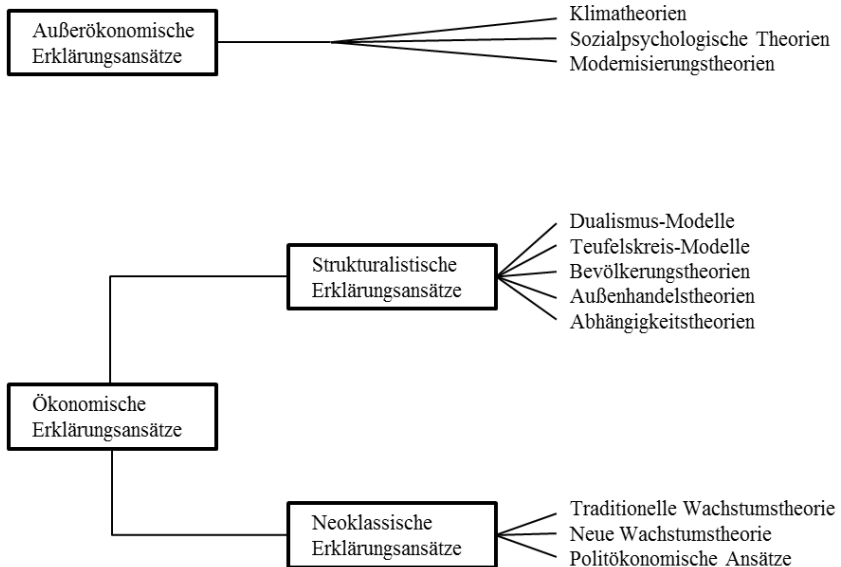 Außerökonomische
Erklärungsansätze
Klimatheorien
Sozialpsychologische Theorien
Modernisierungstheorien
Strukturalistische
Erklärungsansätze
Dualismus-Modelle
Teufelskreis-Modelle
Bevölkerungstheorien
Außenhandelstheorien
Abhängigkeitstheorien
Ökonomische
Erklärungsansätze
Neoklassische
Erklärungsansätze
Traditionelle Wachstumstheorie
Neue Wachstumstheorie
Politökonomische Ansätze